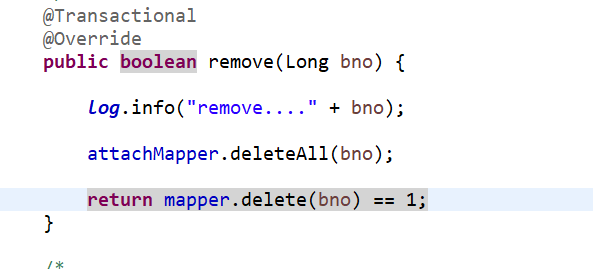 @Transactional
@Override
public boolean remove(Long bno) {
log.info("remove...." + bno);
attachMapper.deleteAll(bno);
return mapper.delete(bno) == 1;
}
/*